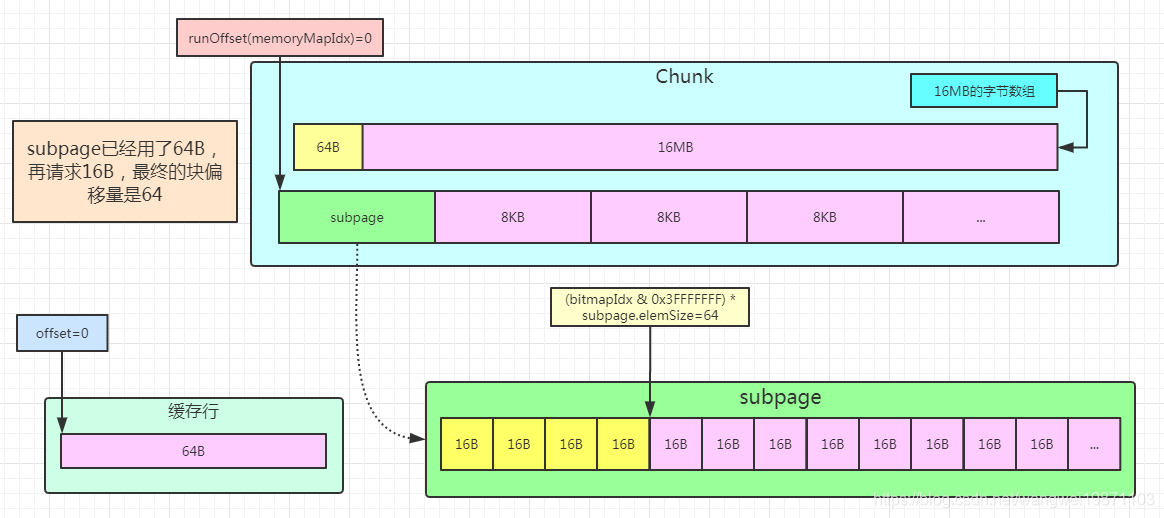 runOffset(memoryMapIdx)=0
Chunk
16MB的字节数组
64B
16MB
subpage已经用了64B，
再请求16B，最终的块偏
移量是64
subpage
8KB
8KB
8KB
...
(bitmapIdx & 0x3FFFFFFF) *
subpage.elemSize=64
offset=0
缓存行
64B
subpage
16B
16B
16B
16B
16B
16B
16B
16B
16B
16B
16B
16B
...
https://blog.csdn.net/wangwei19871103